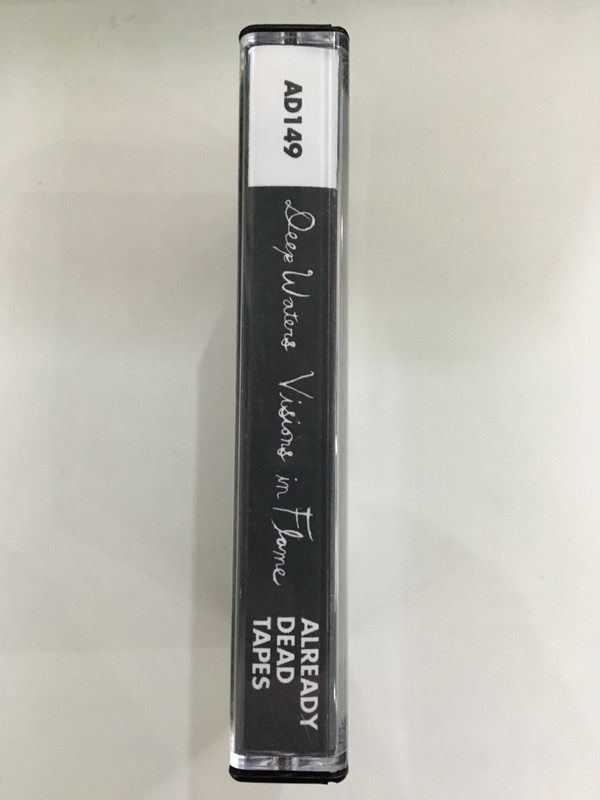 AD149
Deep Waters Visions in Flame
ALREADY
DEAD
TAPES